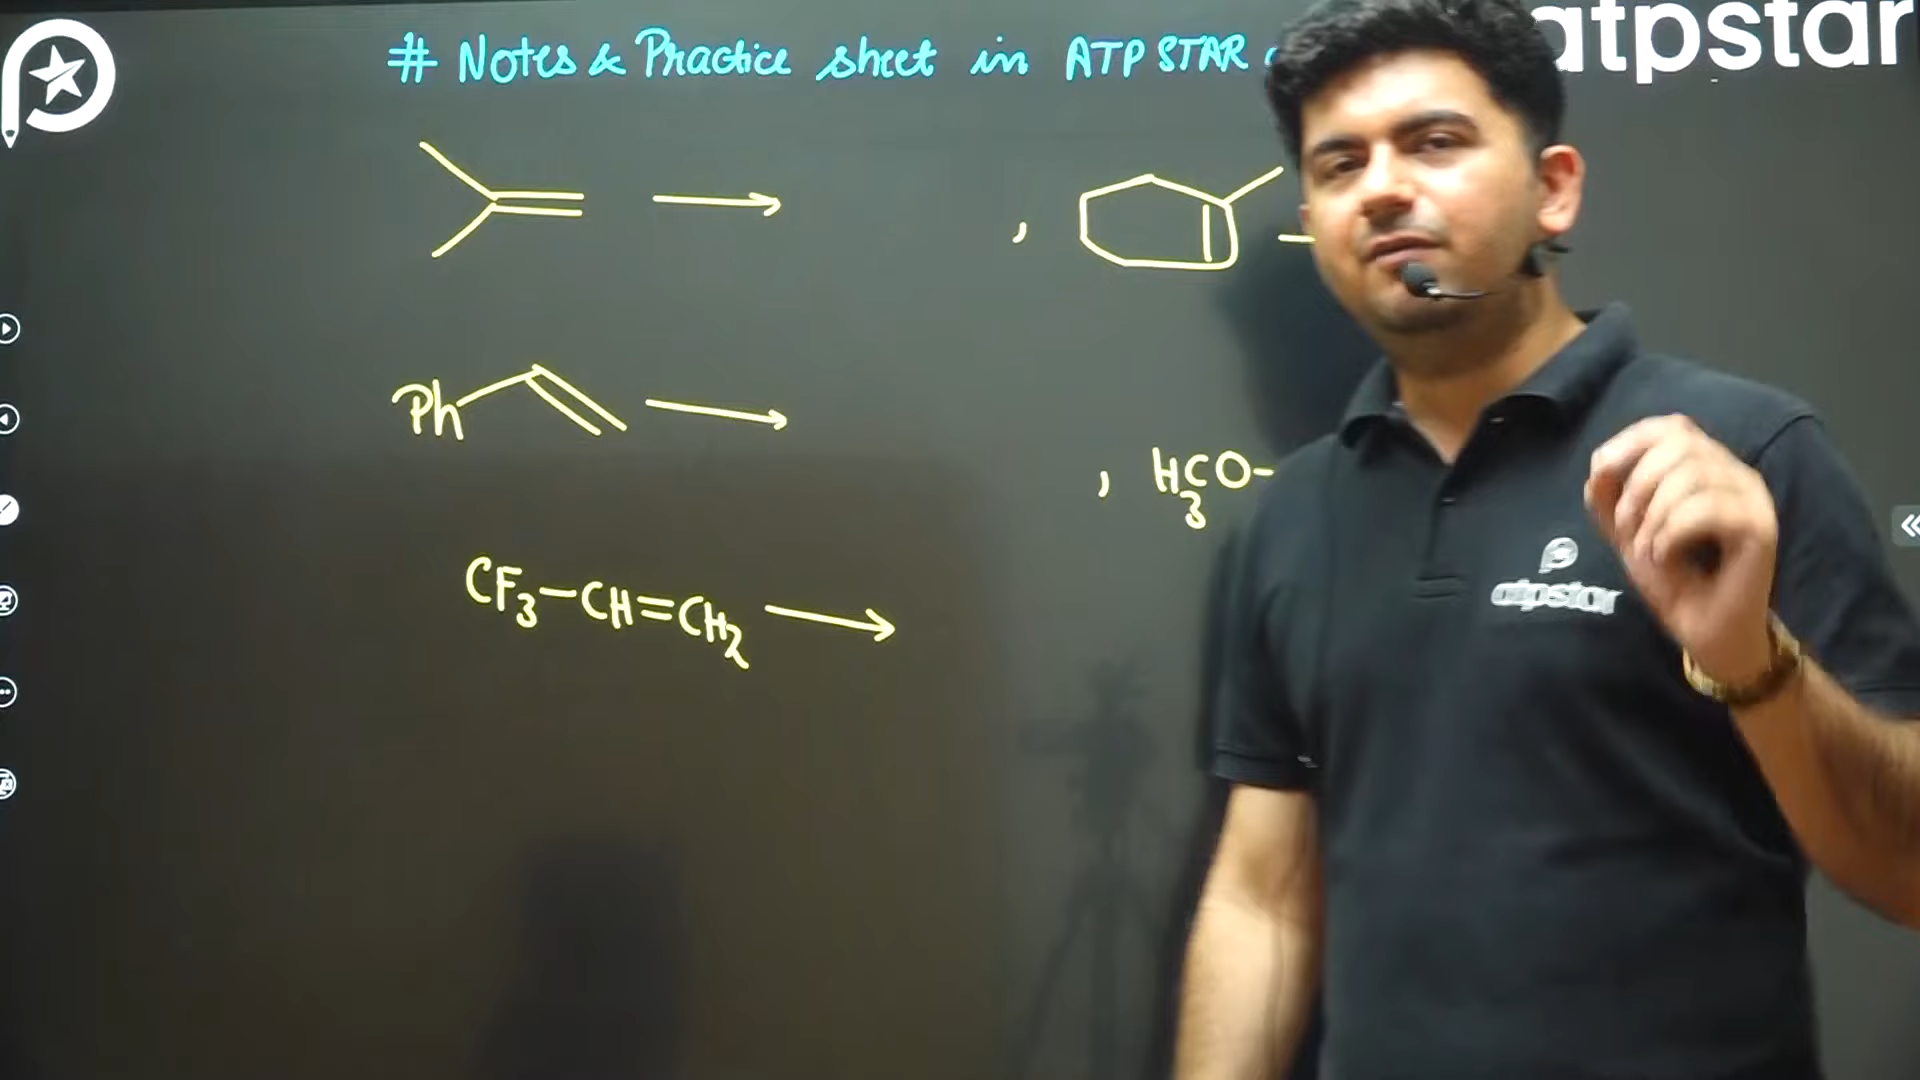 # Notes & Practice sheet in ATP STAR
atpstar
,
Ph
, H3CO-
CF3-CH=CH2
atpstar